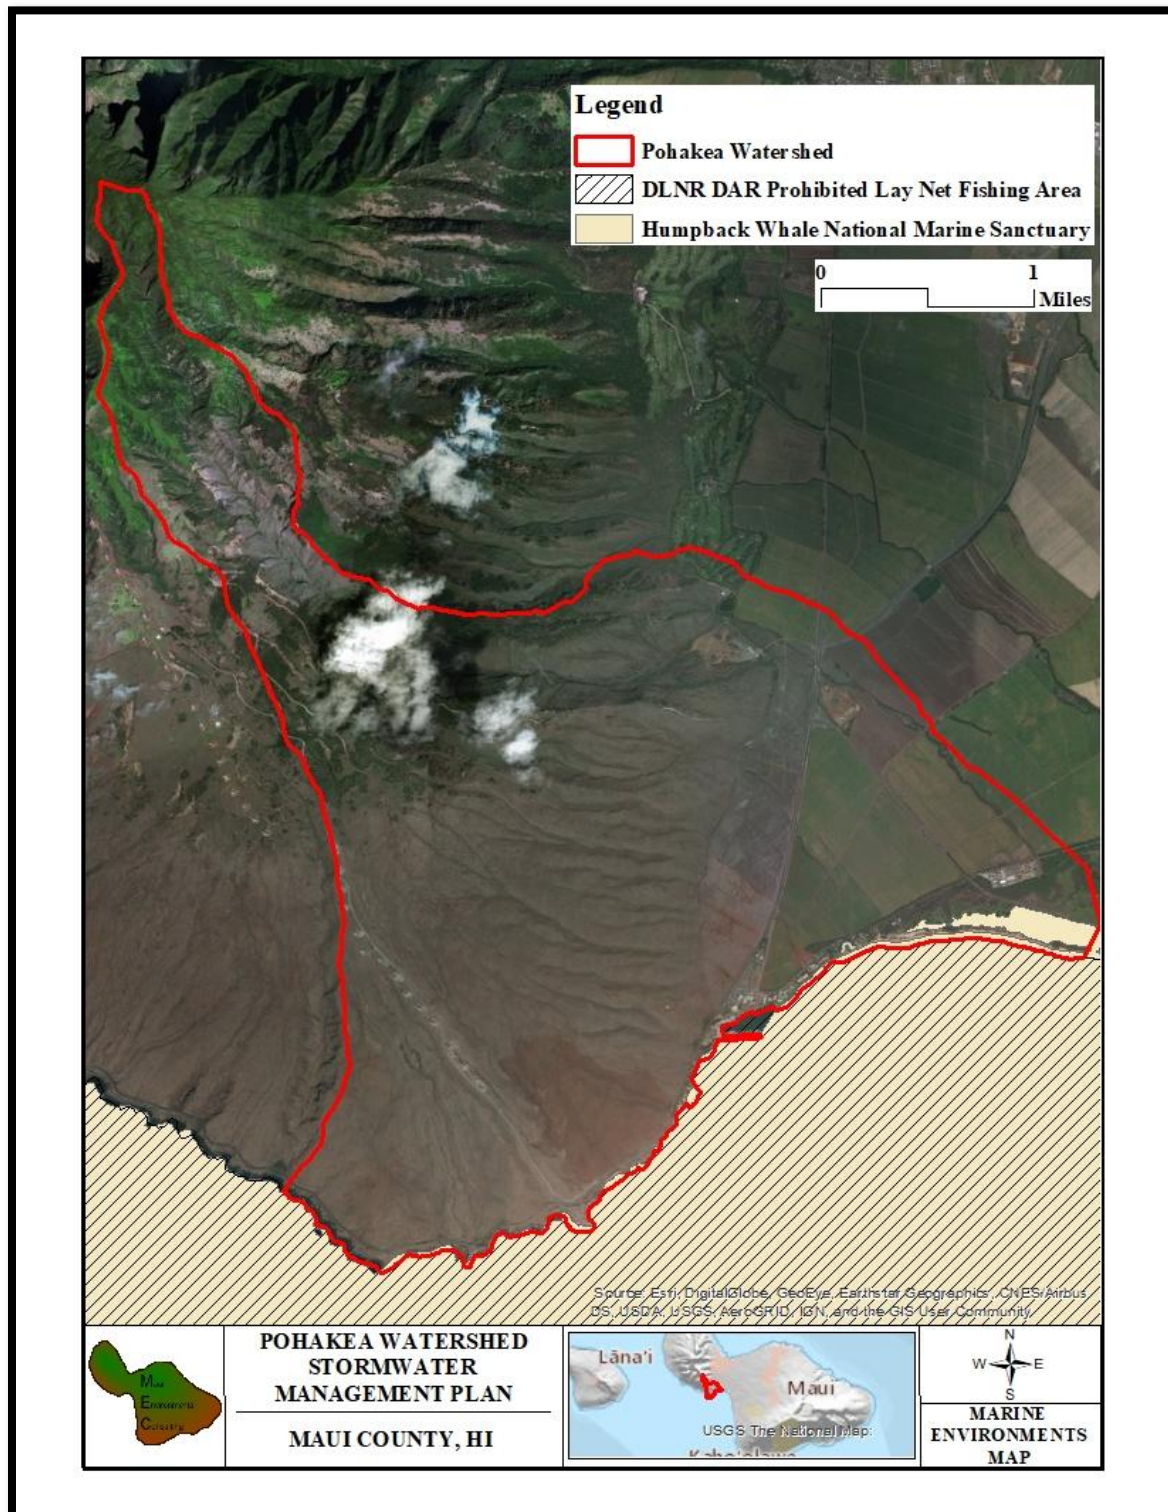 Legend
Pohakea Watershed
DLNR DAR Prohibited Lay Net Fishing Area
Humpback Whale National Marine Sanctuary
0 1
Miles
Source: Esri, DigitalGlobe, GeoEye, Earthstar Geographics, CNES/Airbus
DS, USDA, USGS, AeroGRID, IGN, and the GIS User Community
POHAKEA WATERSHED
STORMWATER
MANAGEMENT PLAN
MAUI COUNTY, HI
Lāna'i
Maui
USGS The National Map:
Kaho'olawe
N
W E
S
MARINE
ENVIRONMENTS
MAP